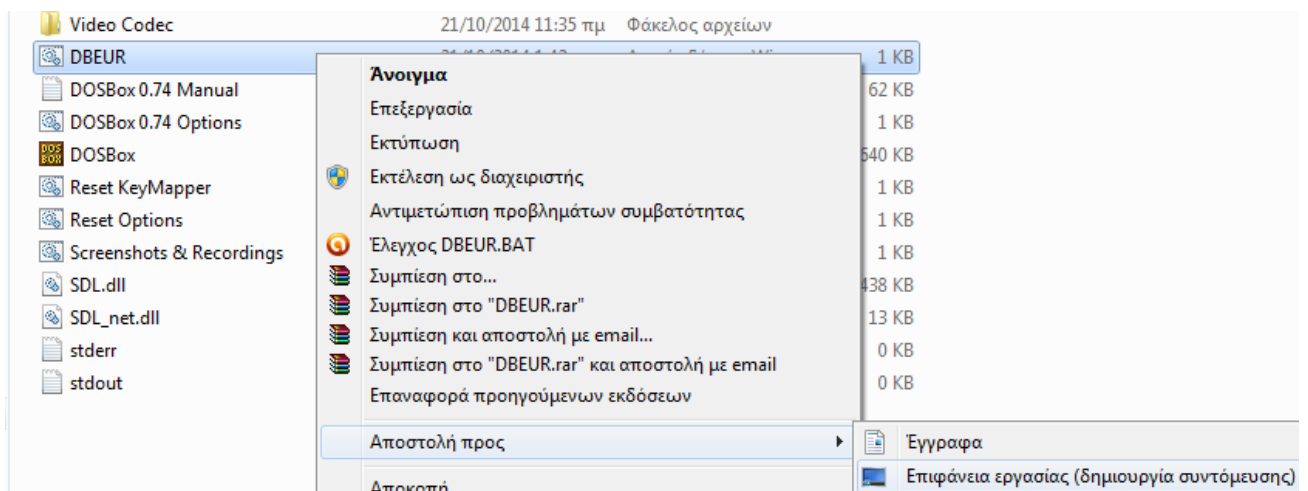 Video Codec 21/10/2014 11:35 πμ Φάκελος αρχείων
DBEUR 1 KB
DOSBox 0.74 Manual 62 KB
DOSBox 0.74 Options 1 KB
DOSBox 640 KB
Reset KeyMapper 1 KB
Reset Options 1 KB
Screenshots & Recordings 1 KB
SDL.dll 438 KB
SDL_net.dll 13 KB
stderr 0 KB
stdout 0 KB
Άνοιγμα
Επεξεργασία
Εκτύπωση
Εκτέλεση ως διαχειριστής
Αντιμετώπιση προβλημάτων συμβατότητας
Έλεγχος DBEUR.BAT
Συμπίεση στο...
Συμπίεση στο "DBEUR.rar"
Συμπίεση και αποστολή με email...
Συμπίεση στο "DBEUR.rar" και αποστολή με email
Επαναφορά προηγούμενων εκδόσεων
Αποστολή προς
Αποκοπή
Έγγραφα
Επιφάνεια εργασίας (δημιουργία συντόμευσης)